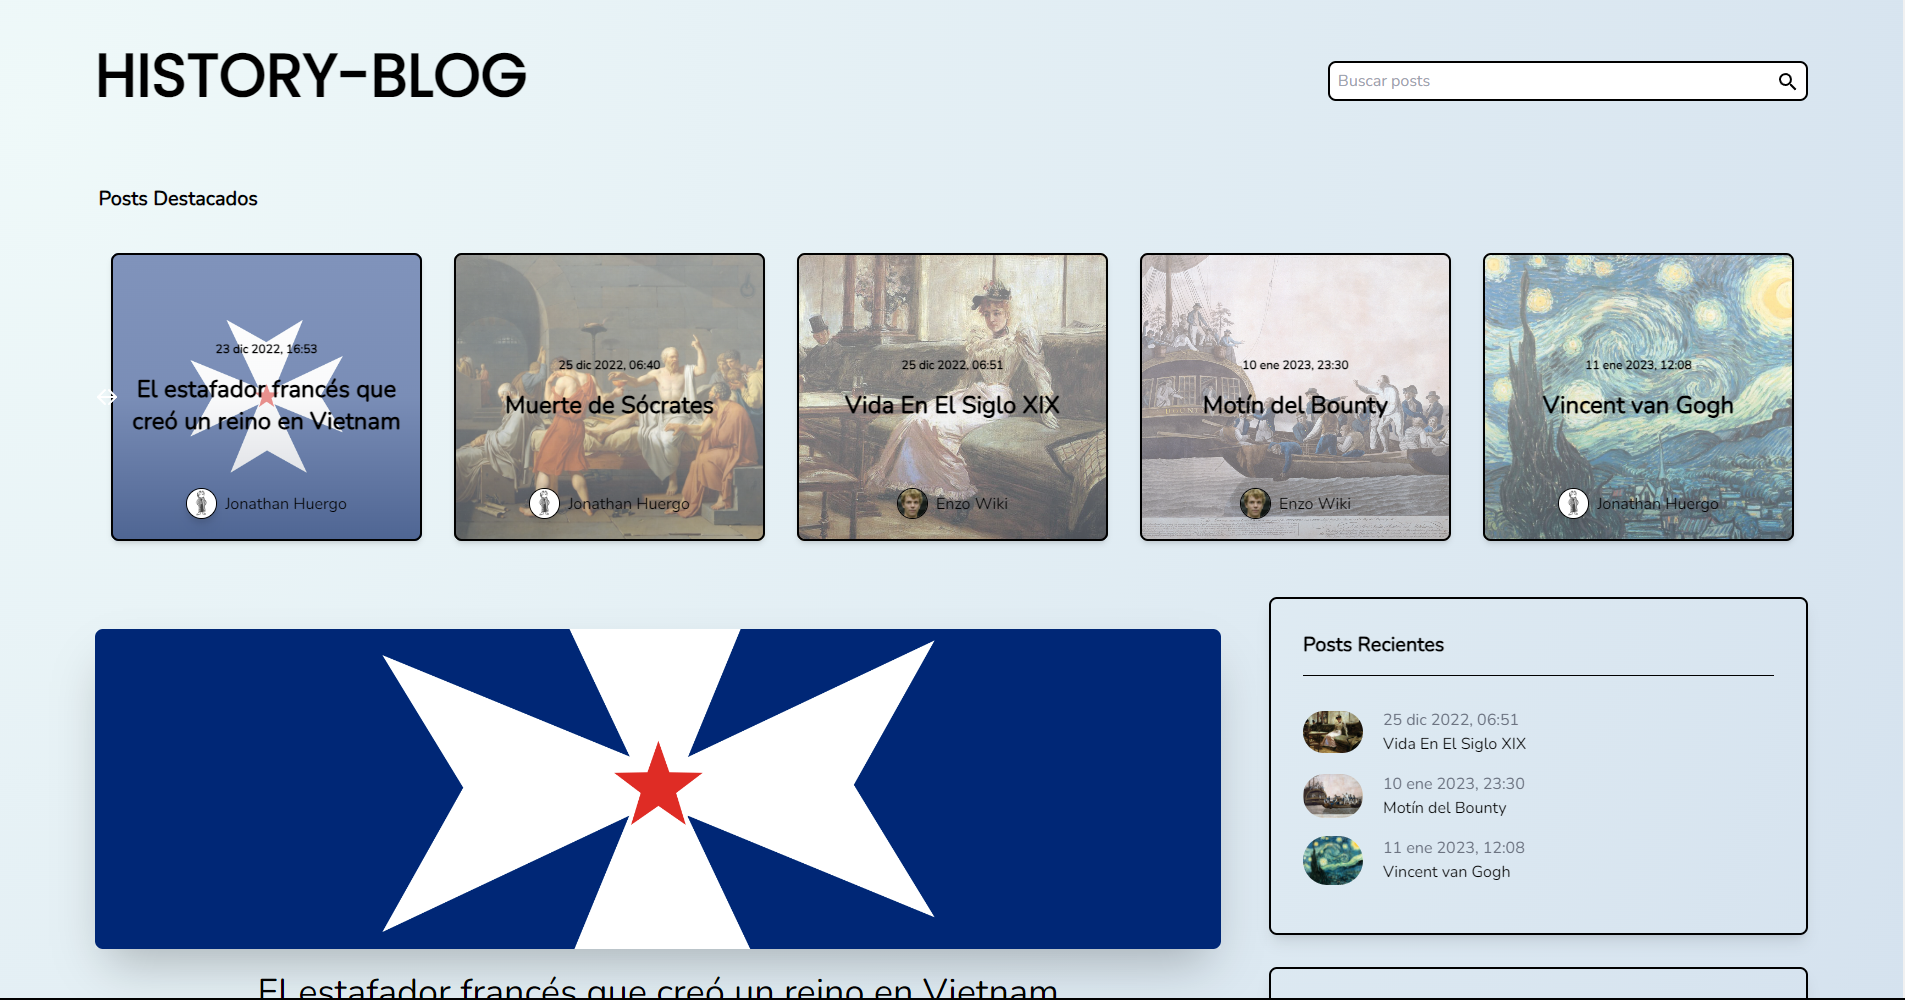 HISTORY-BLOG
Buscar posts
Posts Destacados
23 dic 2022, 16:53
El estafador francés que
creó un reino en Vietnam
Jonathan Huergo
25 dic 2022, 06:40
Muerte de Sócrates
Jonathan Huergo
25 dic 2022, 06:51
Vida En El Siglo XIX
Enzo Wiki
10 ene 2023, 23:30
Motín del Bounty
Enzo Wiki
11 ene 2023, 12:08
Vincent van Gogh
Jonathan Huergo
El estafador francés que creó un reino en Vietnam
Posts Recientes
25 dic 2022, 06:51
Vida En El Siglo XIX
10 ene 2023, 23:30
Motín del Bounty
11 ene 2023, 12:08
Vincent van Gogh